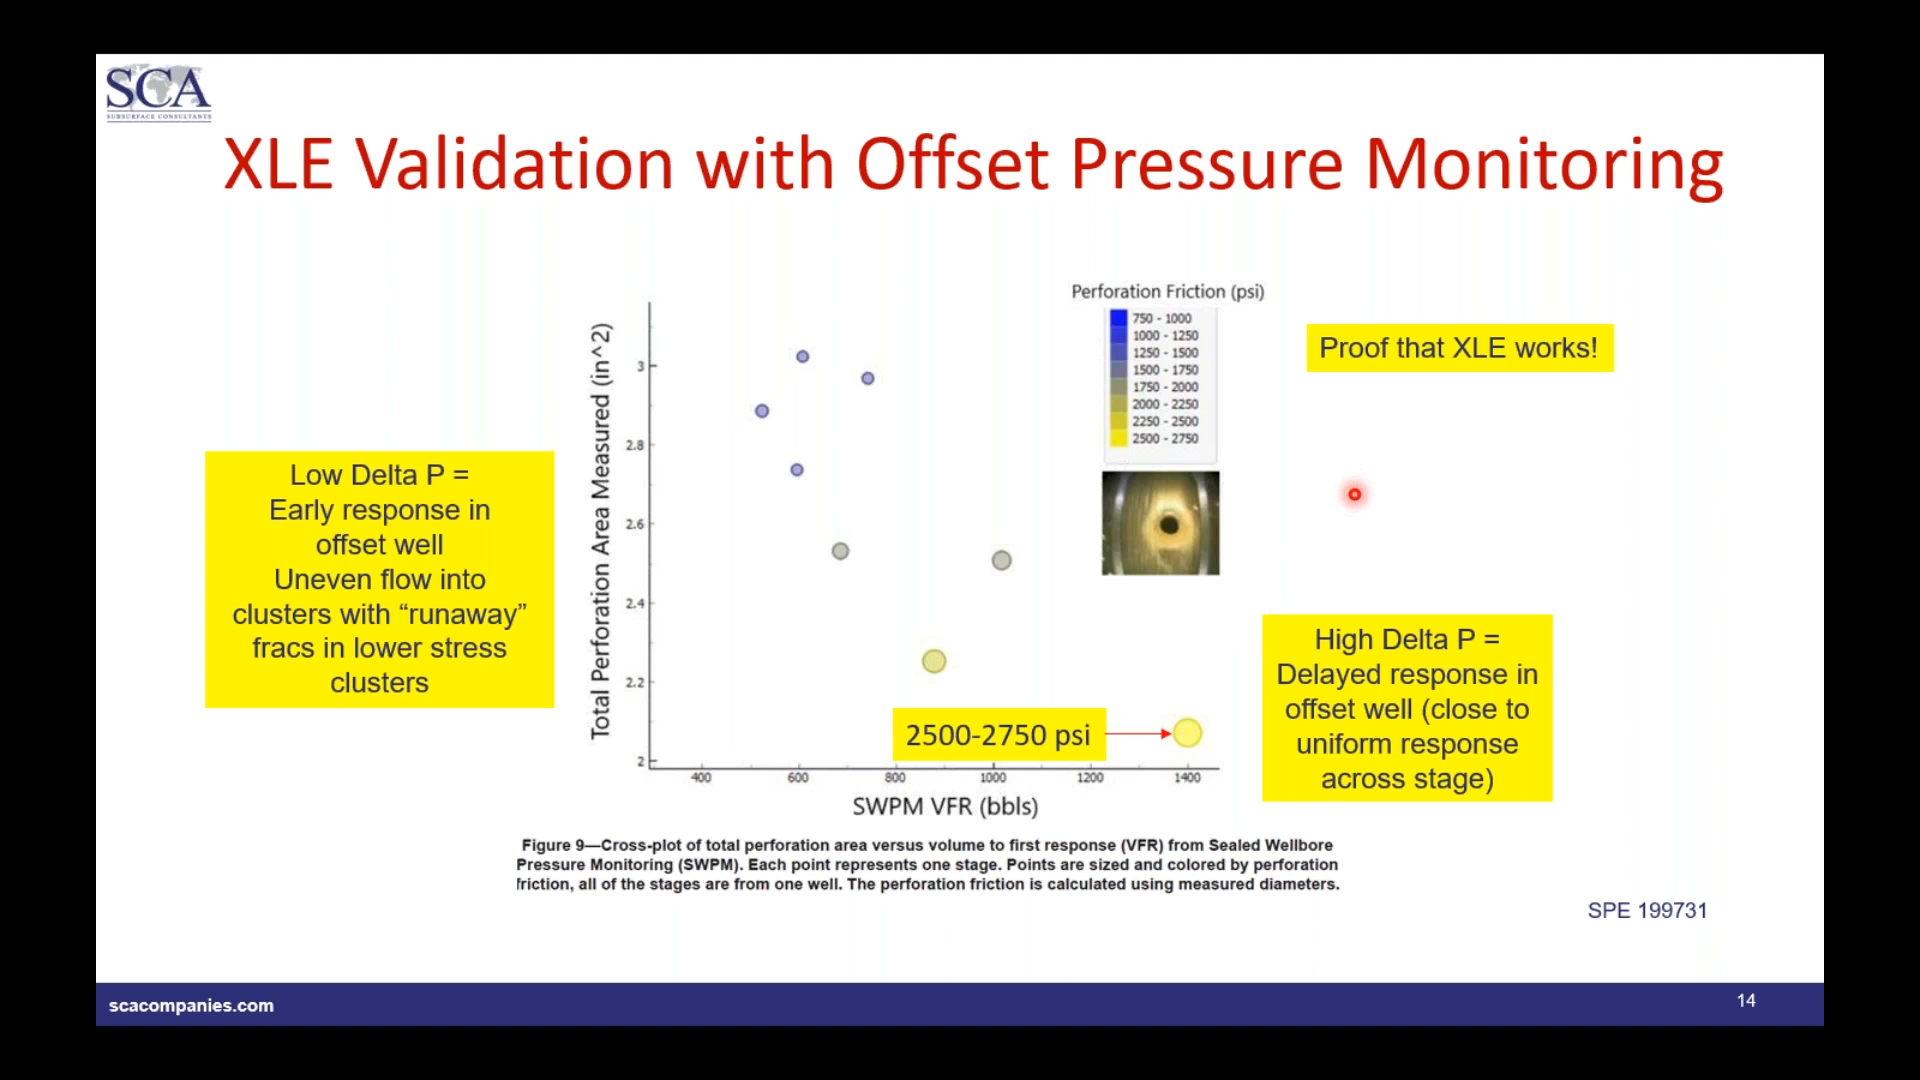 SCA
SUBSURFACE CONSULTANTS
XLE Validation with Offset Pressure Monitoring
Perforation Friction (psi)
750 - 1000
1000 - 1250
1250 - 1500
1500 - 1750
1750 - 2000
2000 - 2250
2250 - 2500
2500 - 2750
Proof that XLE works!
Low Delta P =
Early response in
offset well
Uneven flow into
clusters with “runaway”
fracs in lower stress
clusters
Total Perforation Area Measured (in^2)
3
2.8
2.6
2.4
2.2
2
2500-2750 psi
400
600
800
1000
1200
1400
SWPM VFR (bbls)
High Delta P =
Delayed response in
offset well (close to
uniform response
across stage)
Figure 9—Cross-plot of total perforation area versus volume to first response (VFR) from Sealed Wellbore
Pressure Monitoring (SWPM). Each point represents one stage. Points are sized and colored by perforation
friction, all of the stages are from one well. The perforation friction is calculated using measured diameters.
SPE 199731
scacompanies.com
14